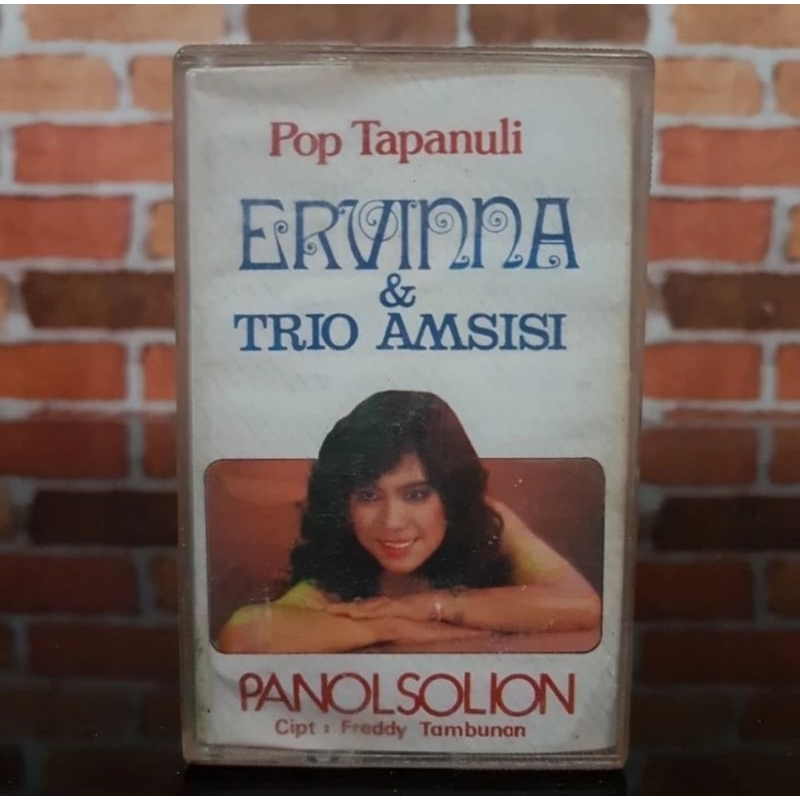 Pop Tapanuli
ERVINNA
&
TRIO AMSISI
PANOLSOLION
Cipt : Freddy Tambunan